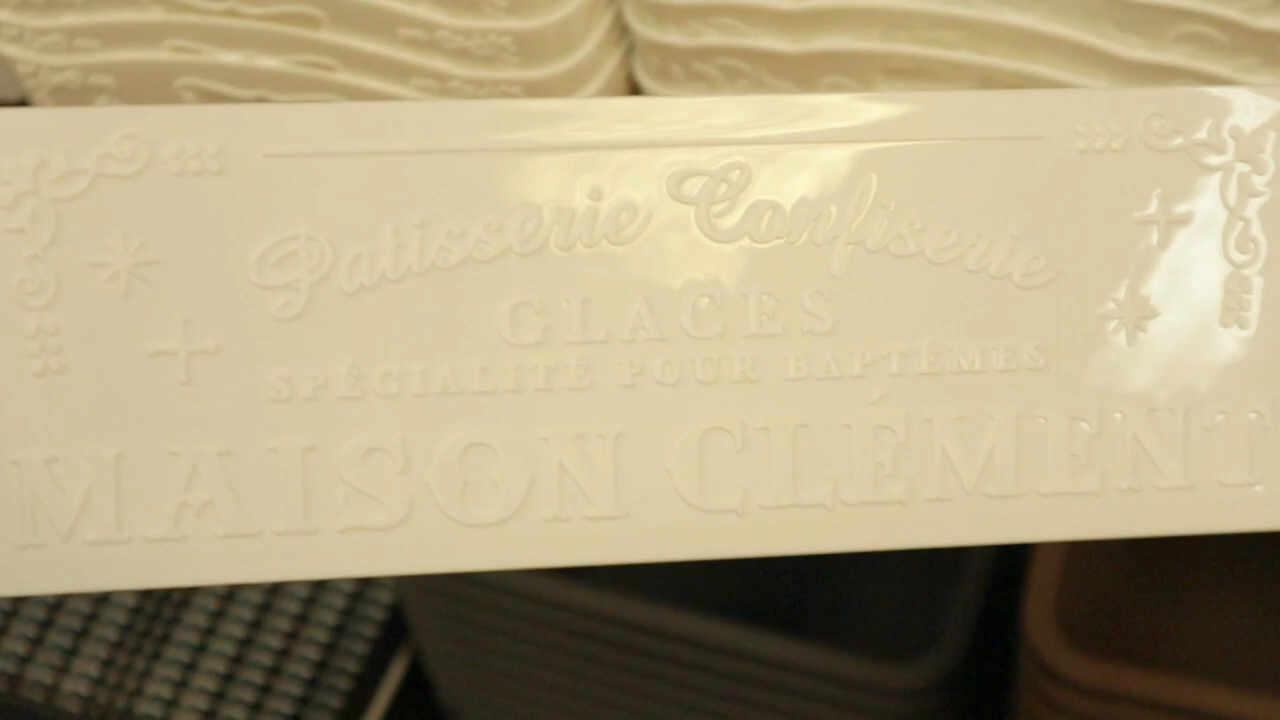 Patisserie Confiserie
GLACES
SPÉCIALITÉ POUR BAPTÊMES
MAISON CLÉMENT